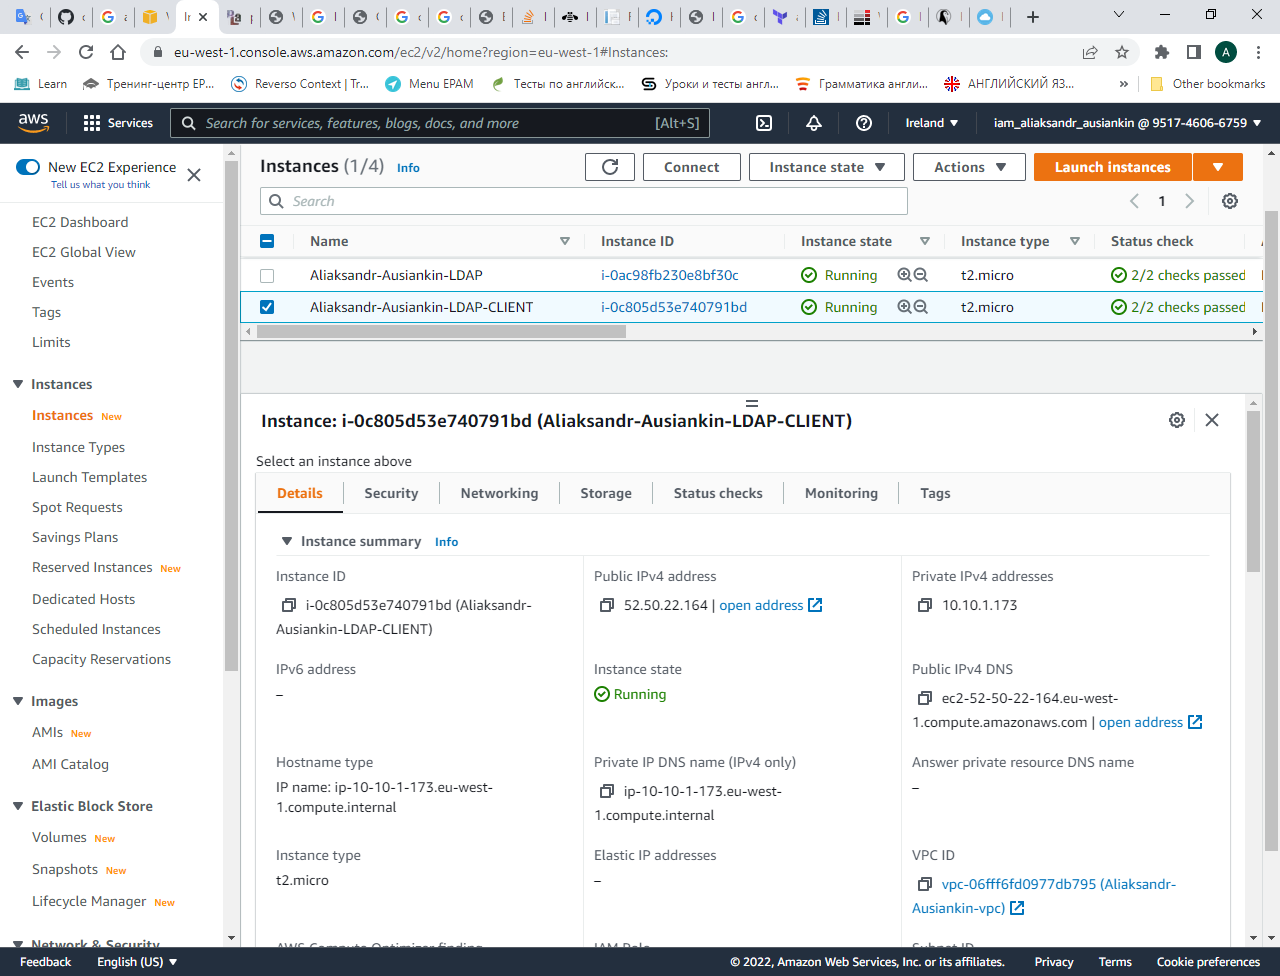 eu-west-1.console.aws.amazon.com/ec2/v2/home?region=eu-west-1#Instances:
A
Learn
Тренинг-центр EP...
Reverso Context | Tr...
Menu EPAM
Тесты по английск...
Уроки и тесты англ...
Грамматика англи...
АНГЛИЙСКИЙ ЯЗ...
»
Other bookmarks
aws
Services
Search for services, features, blogs, docs, and more
[Alt+S]
Ireland
iam_aliaksandr_ausiankin @ 9517-4606-6759
New EC2 Experience
Tell us what you think
EC2 Dashboard
EC2 Global View
Events
Tags
Limits
Instances
Instances New
Instance Types
Launch Templates
Spot Requests
Savings Plans
Reserved Instances New
Dedicated Hosts
Scheduled Instances
Capacity Reservations
Images
AMIs New
AMI Catalog
Elastic Block Store
Volumes New
Snapshots New
Lifecycle Manager New
Network & Security
Instances (1/4) Info
Connect
Instance state
Actions
Launch instances
Search
1
Name
Instance ID
Instance state
Instance type
Status check
Aliaksandr-Ausiankin-LDAP
i-0ac98fb230e8bf30c
Running
t2.micro
2/2 checks passed
Aliaksandr-Ausiankin-LDAP-CLIENT
i-0c805d53e740791bd
Running
t2.micro
2/2 checks passed
Instance: i-0c805d53e740791bd (Aliaksandr-Ausiankin-LDAP-CLIENT)
Select an instance above
Details
Security
Networking
Storage
Status checks
Monitoring
Tags
Instance summary Info
Instance ID
i-0c805d53e740791bd (Aliaksandr-
Ausiankin-LDAP-CLIENT)
Public IPv4 address
52.50.22.164 | open address
Private IPv4 addresses
10.10.1.173
IPv6 address
–
Instance state
Running
Public IPv4 DNS
ec2-52-50-22-164.eu-west-
1.compute.amazonaws.com | open address
Hostname type
IP name: ip-10-10-1-173.eu-west-
1.compute.internal
Private IP DNS name (IPv4 only)
ip-10-10-1-173.eu-west-
1.compute.internal
Answer private resource DNS name
–
Instance type
t2.micro
Elastic IP addresses
–
VPC ID
vpc-06fff6fd0977db795 (Aliaksandr-
Ausiankin-vpc)
AWS Compute Optimizer finding
IAM Role
Subnet ID
Feedback
English (US)
© 2022, Amazon Web Services, Inc. or its affiliates.
Privacy
Terms
Cookie preferences